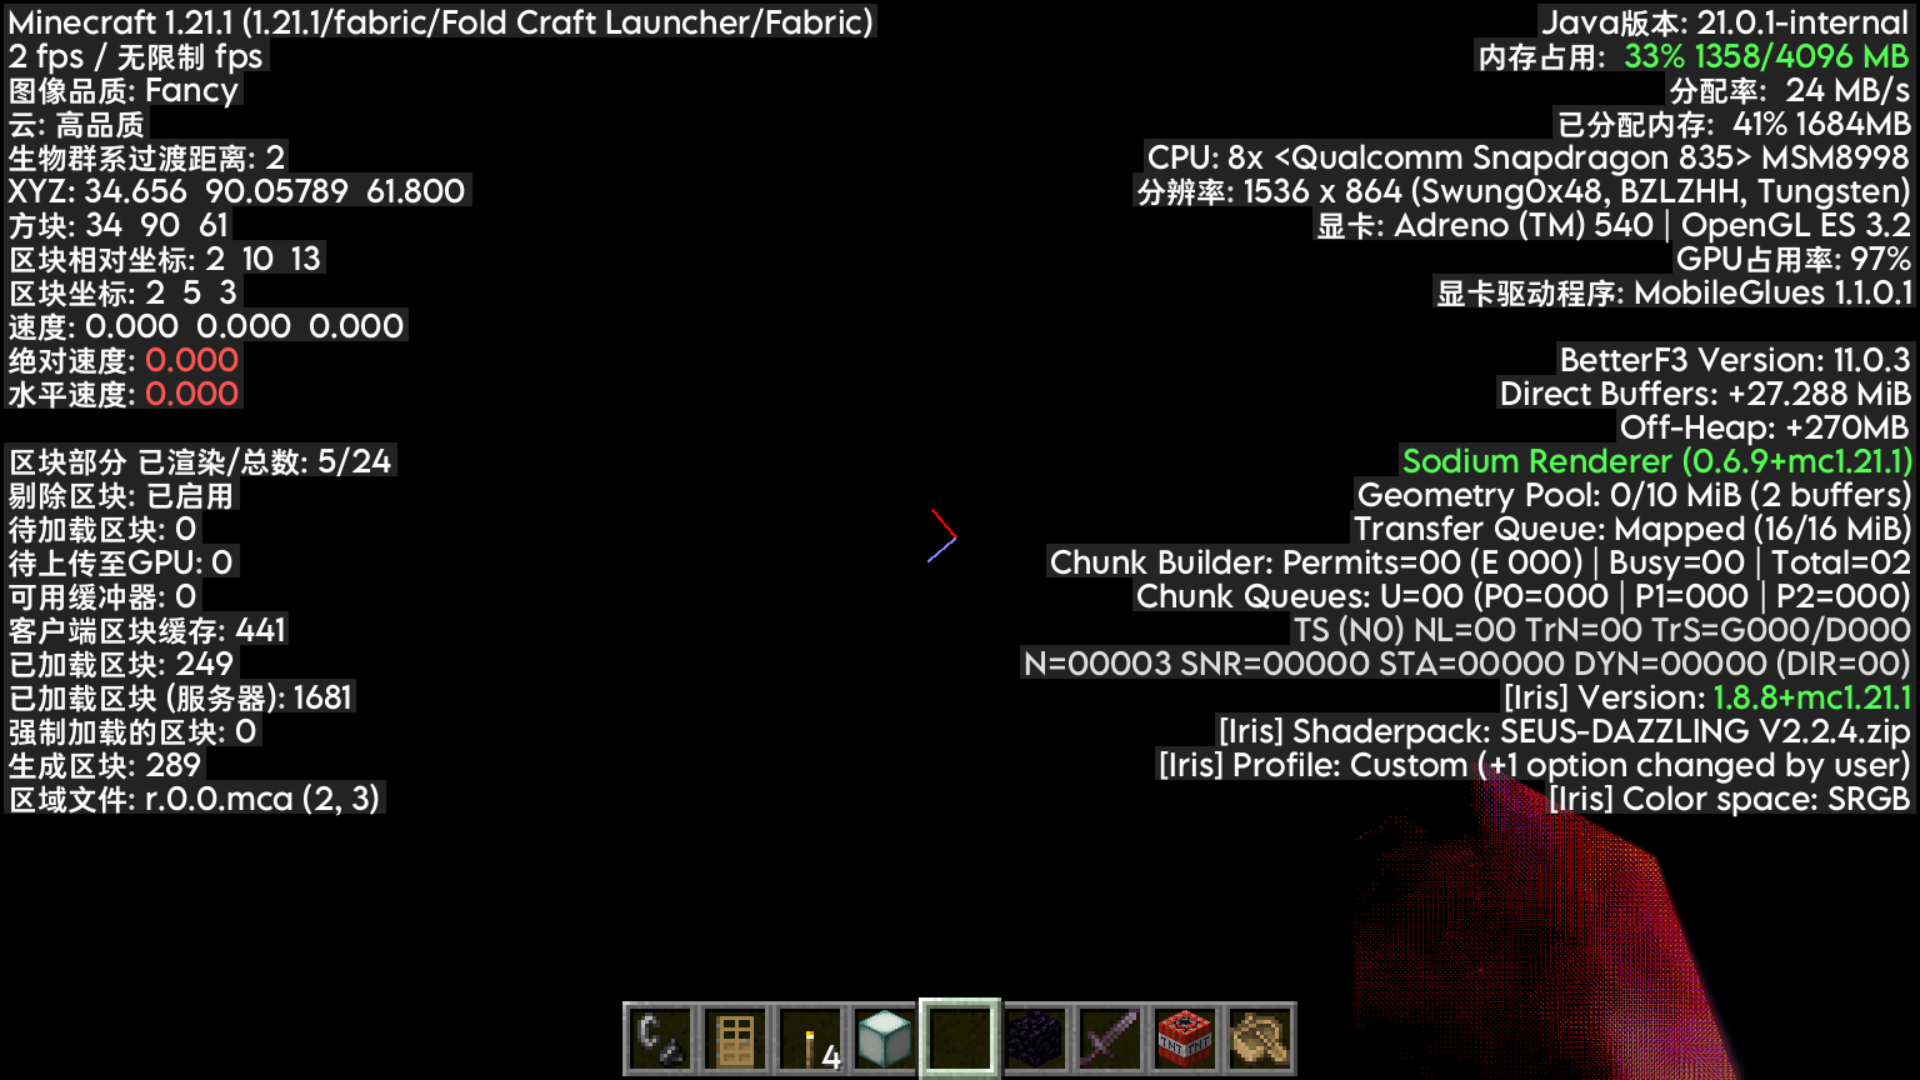 Minecraft 1.21.1 (1.21.1/fabric/Fold Craft Launcher/Fabric)
2 fps / 无限制 fps
图像品质: Fancy
云: 高品质
生物群系过渡距离: 2
XYZ: 34.656 90.05789 61.800
方块: 34 90 61
区块相对坐标: 2 10 13
区块坐标: 2 5 3
速度: 0.000 0.000 0.000
绝对速度: 0.000
水平速度: 0.000
区块部分 已渲染/总数: 5/24
剔除区块: 已启用
待加载区块: 0
待上传至GPU: 0
可用缓冲器: 0
客户端区块缓存: 441
已加载区块: 249
已加载区块 (服务器): 1681
强制加载的区块: 0
生成区块: 289
区域文件: r.0.0.mca (2, 3)
Java版本: 21.0.1-internal
内存占用: 33% 1358/4096 MB
分配率: 24 MB/s
已分配内存: 41% 1684MB
CPU: 8x <Qualcomm Snapdragon 835> MSM8998
分辨率: 1536 x 864 (Swung0x48, BZLZHH, Tungsten)
显卡: Adreno (TM) 540 | OpenGL ES 3.2
GPU占用率: 97%
显卡驱动程序: MobileGlues 1.1.0.1
BetterF3 Version: 11.0.3
Direct Buffers: +27.288 MiB
Off-Heap: +270MB
Sodium Renderer (0.6.9+mc1.21.1)
Geometry Pool: 0/10 MiB (2 buffers)
Transfer Queue: Mapped (16/16 MiB)
Chunk Builder: Permits=00 (E 000) | Busy=00 | Total=02
Chunk Queues: U=00 (P0=000 | P1=000 | P2=000)
TS (N0) NL=00 TrN=00 TrS=G000/D000
N=00003 SNR=00000 STA=00000 DYN=00000 (DIR=00)
[Iris] Version: 1.8.8+mc1.21.1
[Iris] Shaderpack: SEUS-DAZZLING V2.2.4.zip
[Iris] Profile: Custom (+1 option changed by user)
[Iris] Color space: SRGB
4
TNT TNT